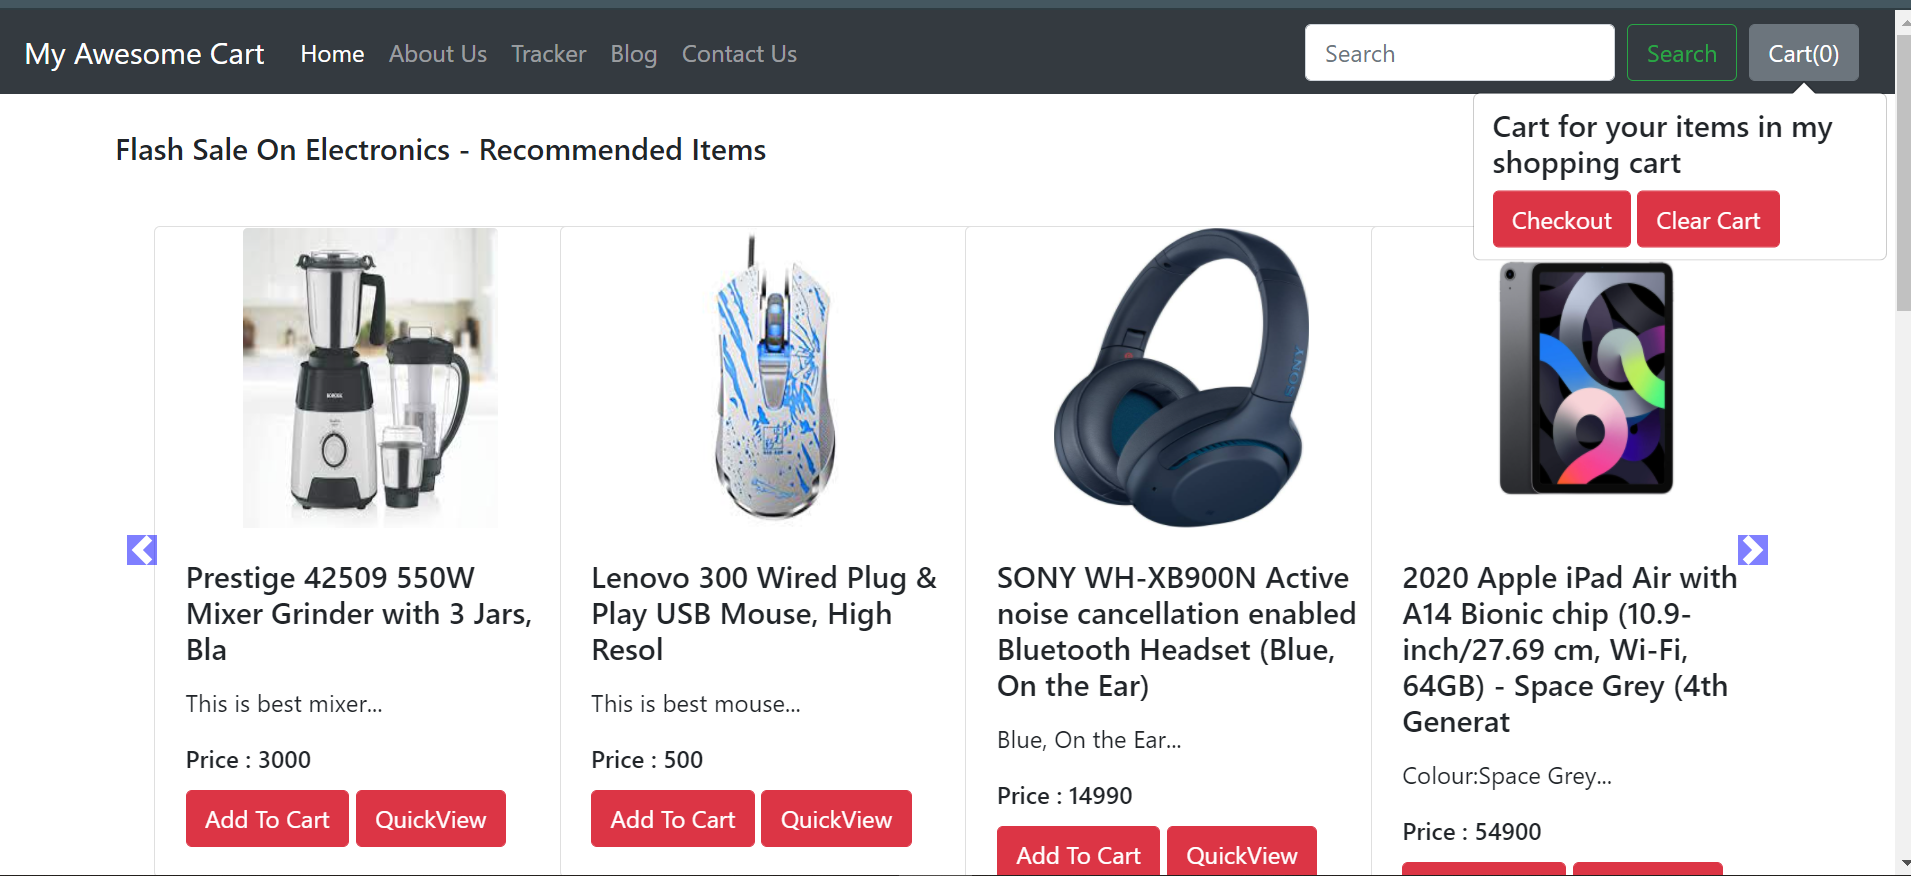 My Awesome Cart
Home
About Us
Tracker
Blog
Contact Us
Search
Search
Cart(0)
Cart for your items in my
shopping cart
Checkout
Clear Cart
Flash Sale On Electronics - Recommended Items
SONY
Prestige 42509 550W
Mixer Grinder with 3 Jars,
Bla
This is best mixer...
Price : 3000
Add To Cart
QuickView
Lenovo 300 Wired Plug &
Play USB Mouse, High
Resol
This is best mouse...
Price : 500
Add To Cart
QuickView
SONY WH-XB900N Active
noise cancellation enabled
Bluetooth Headset (Blue,
On the Ear)
Blue, On the Ear...
Price : 14990
Add To Cart
QuickView
2020 Apple iPad Air with
A14 Bionic chip (10.9-
inch/27.69 cm, Wi-Fi,
64GB) - Space Grey (4th
Generat
Colour:Space Grey...
Price : 54900